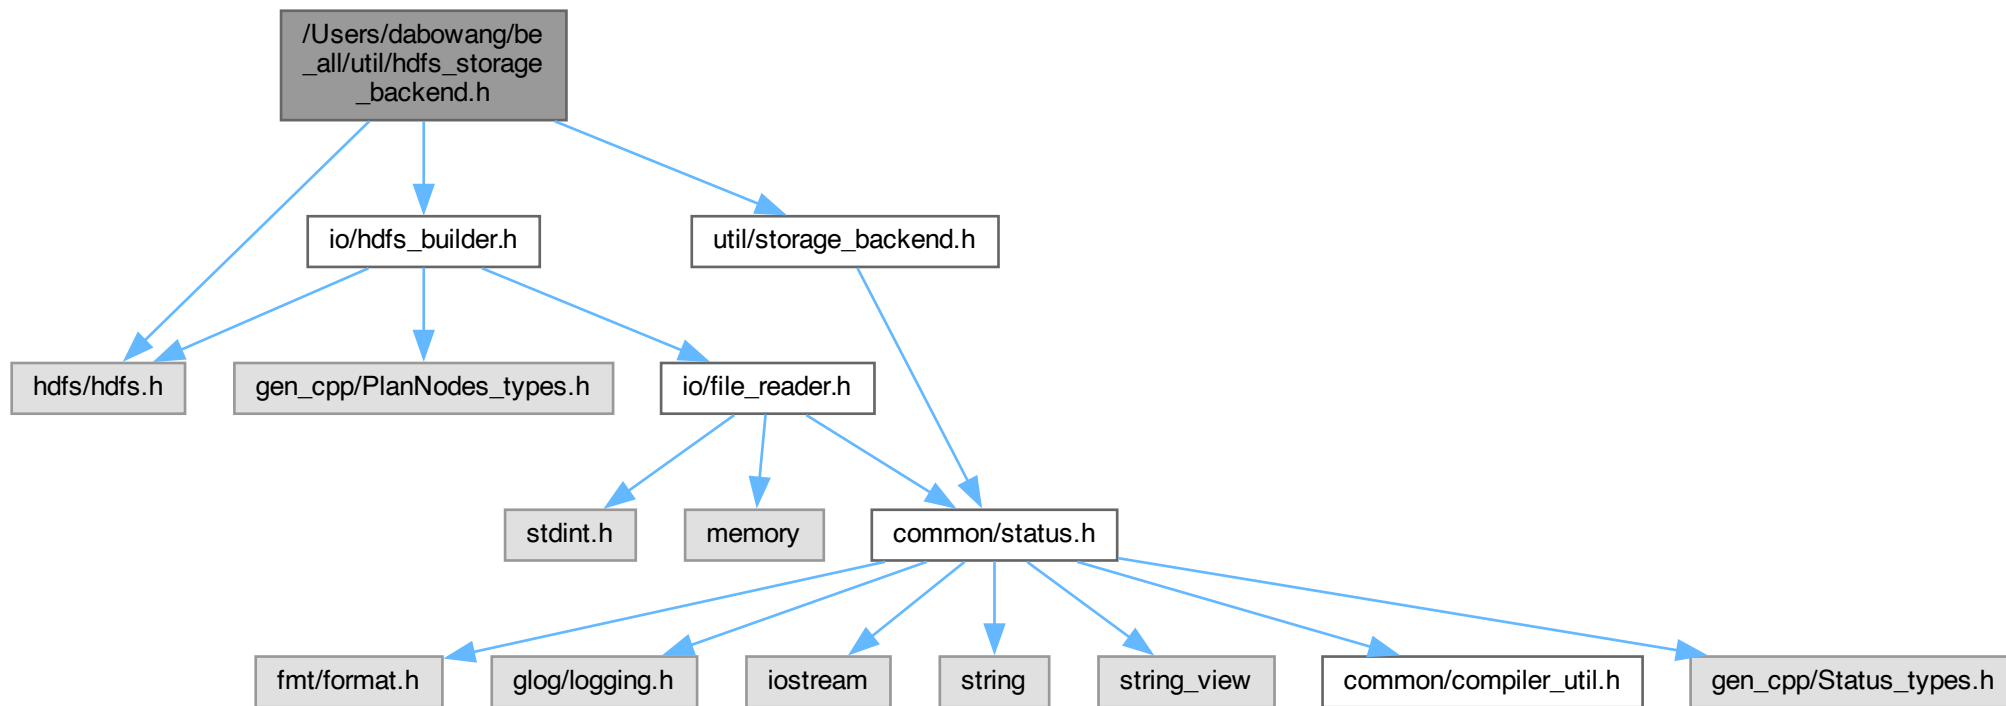 /Users/dabowang/be
_all/util/hdfs_storage
_backend.h
io/hdfs_builder.h
util/storage_backend.h
hdfs/hdfs.h
gen_cpp/PlanNodes_types.h
io/file_reader.h
stdint.h
memory
common/status.h
fmt/format.h
glog/logging.h
iostream
string
string_view
common/compiler_util.h
gen_cpp/Status_types.h